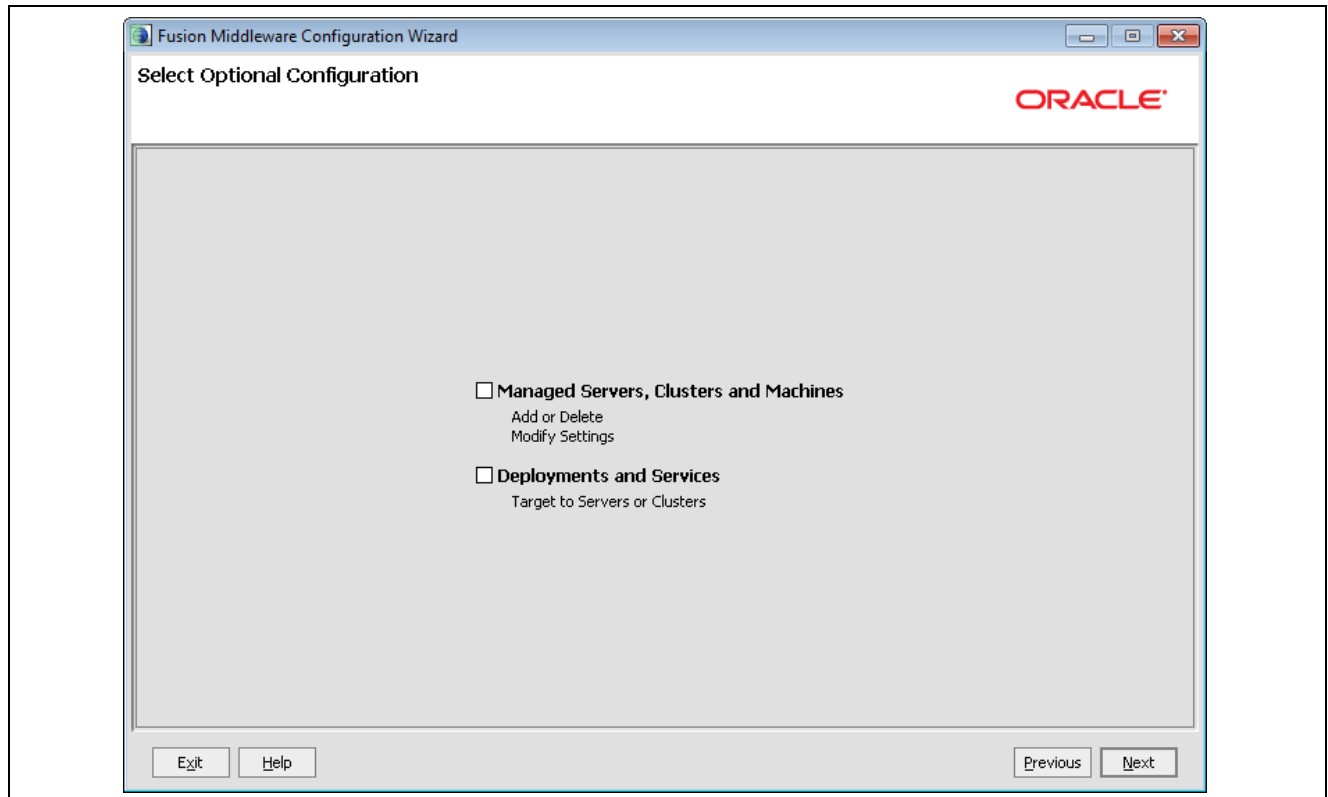 Fusion Middleware Configuration Wizard
Select Optional Configuration
ORACLE
Managed Servers, Clusters and Machines
Add or Delete
Modify Settings
Deployments and Services
Target to Servers or Clusters
Exit Help Previous Next